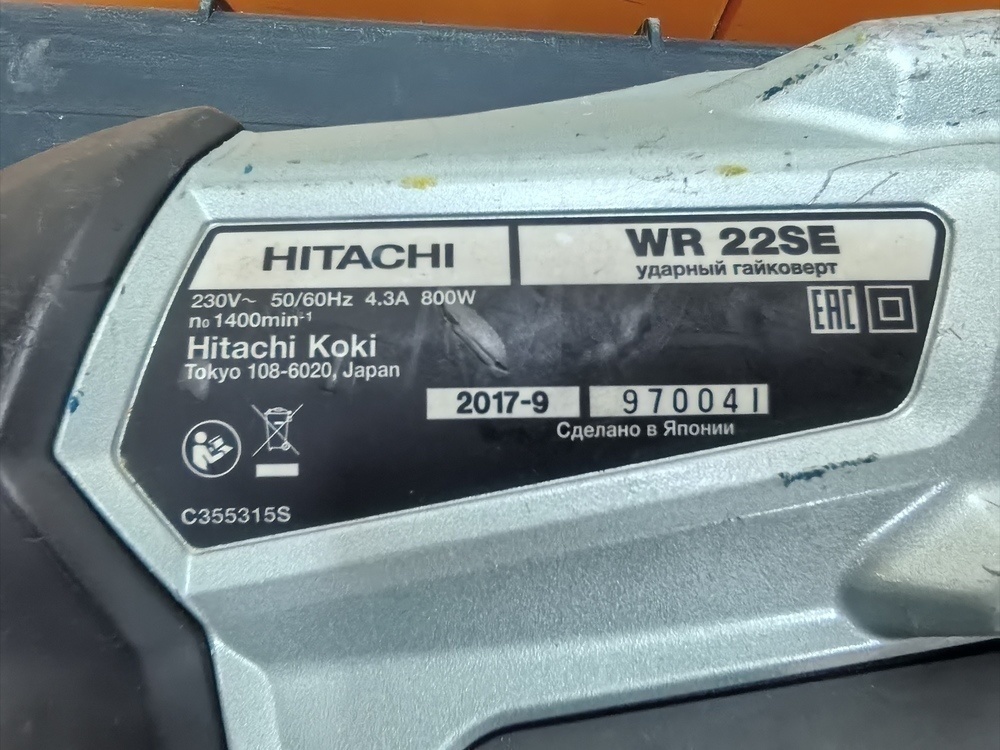 HITACHI
WR 22SE
ударный гайковерт
230V~ 50/60Hz 4.3A 800W
n₀ 1400min⁻¹
EAC
Hitachi Koki
Tokyo 108-6020, Japan
2017-9
970041
Сделано в Японии
C355315S